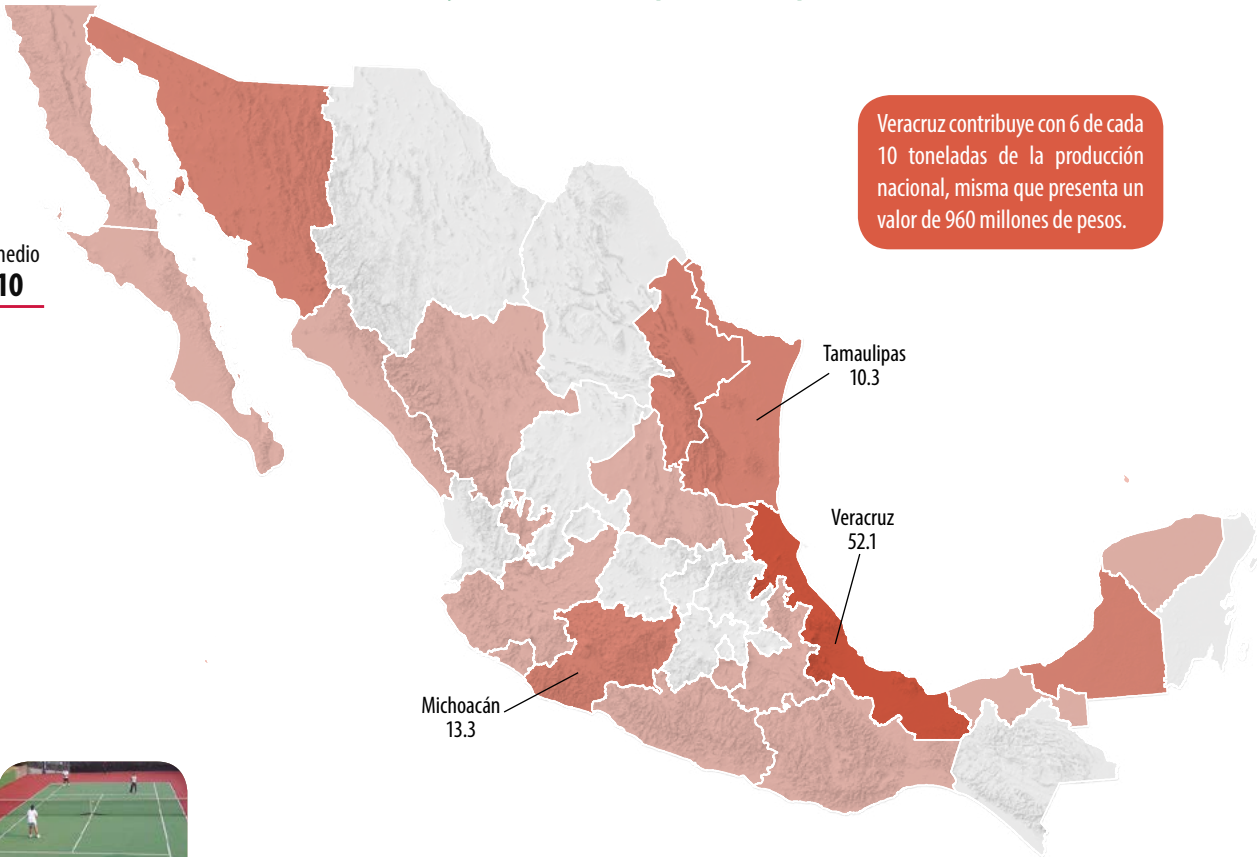 Veracruz contribuye con 6 de cada
10 toneladas de la producción
nacional, misma que presenta un
valor de 960 millones de pesos.
10
Tamaulipas
10.3
Veracruz
52.1
Michoacán
13.3